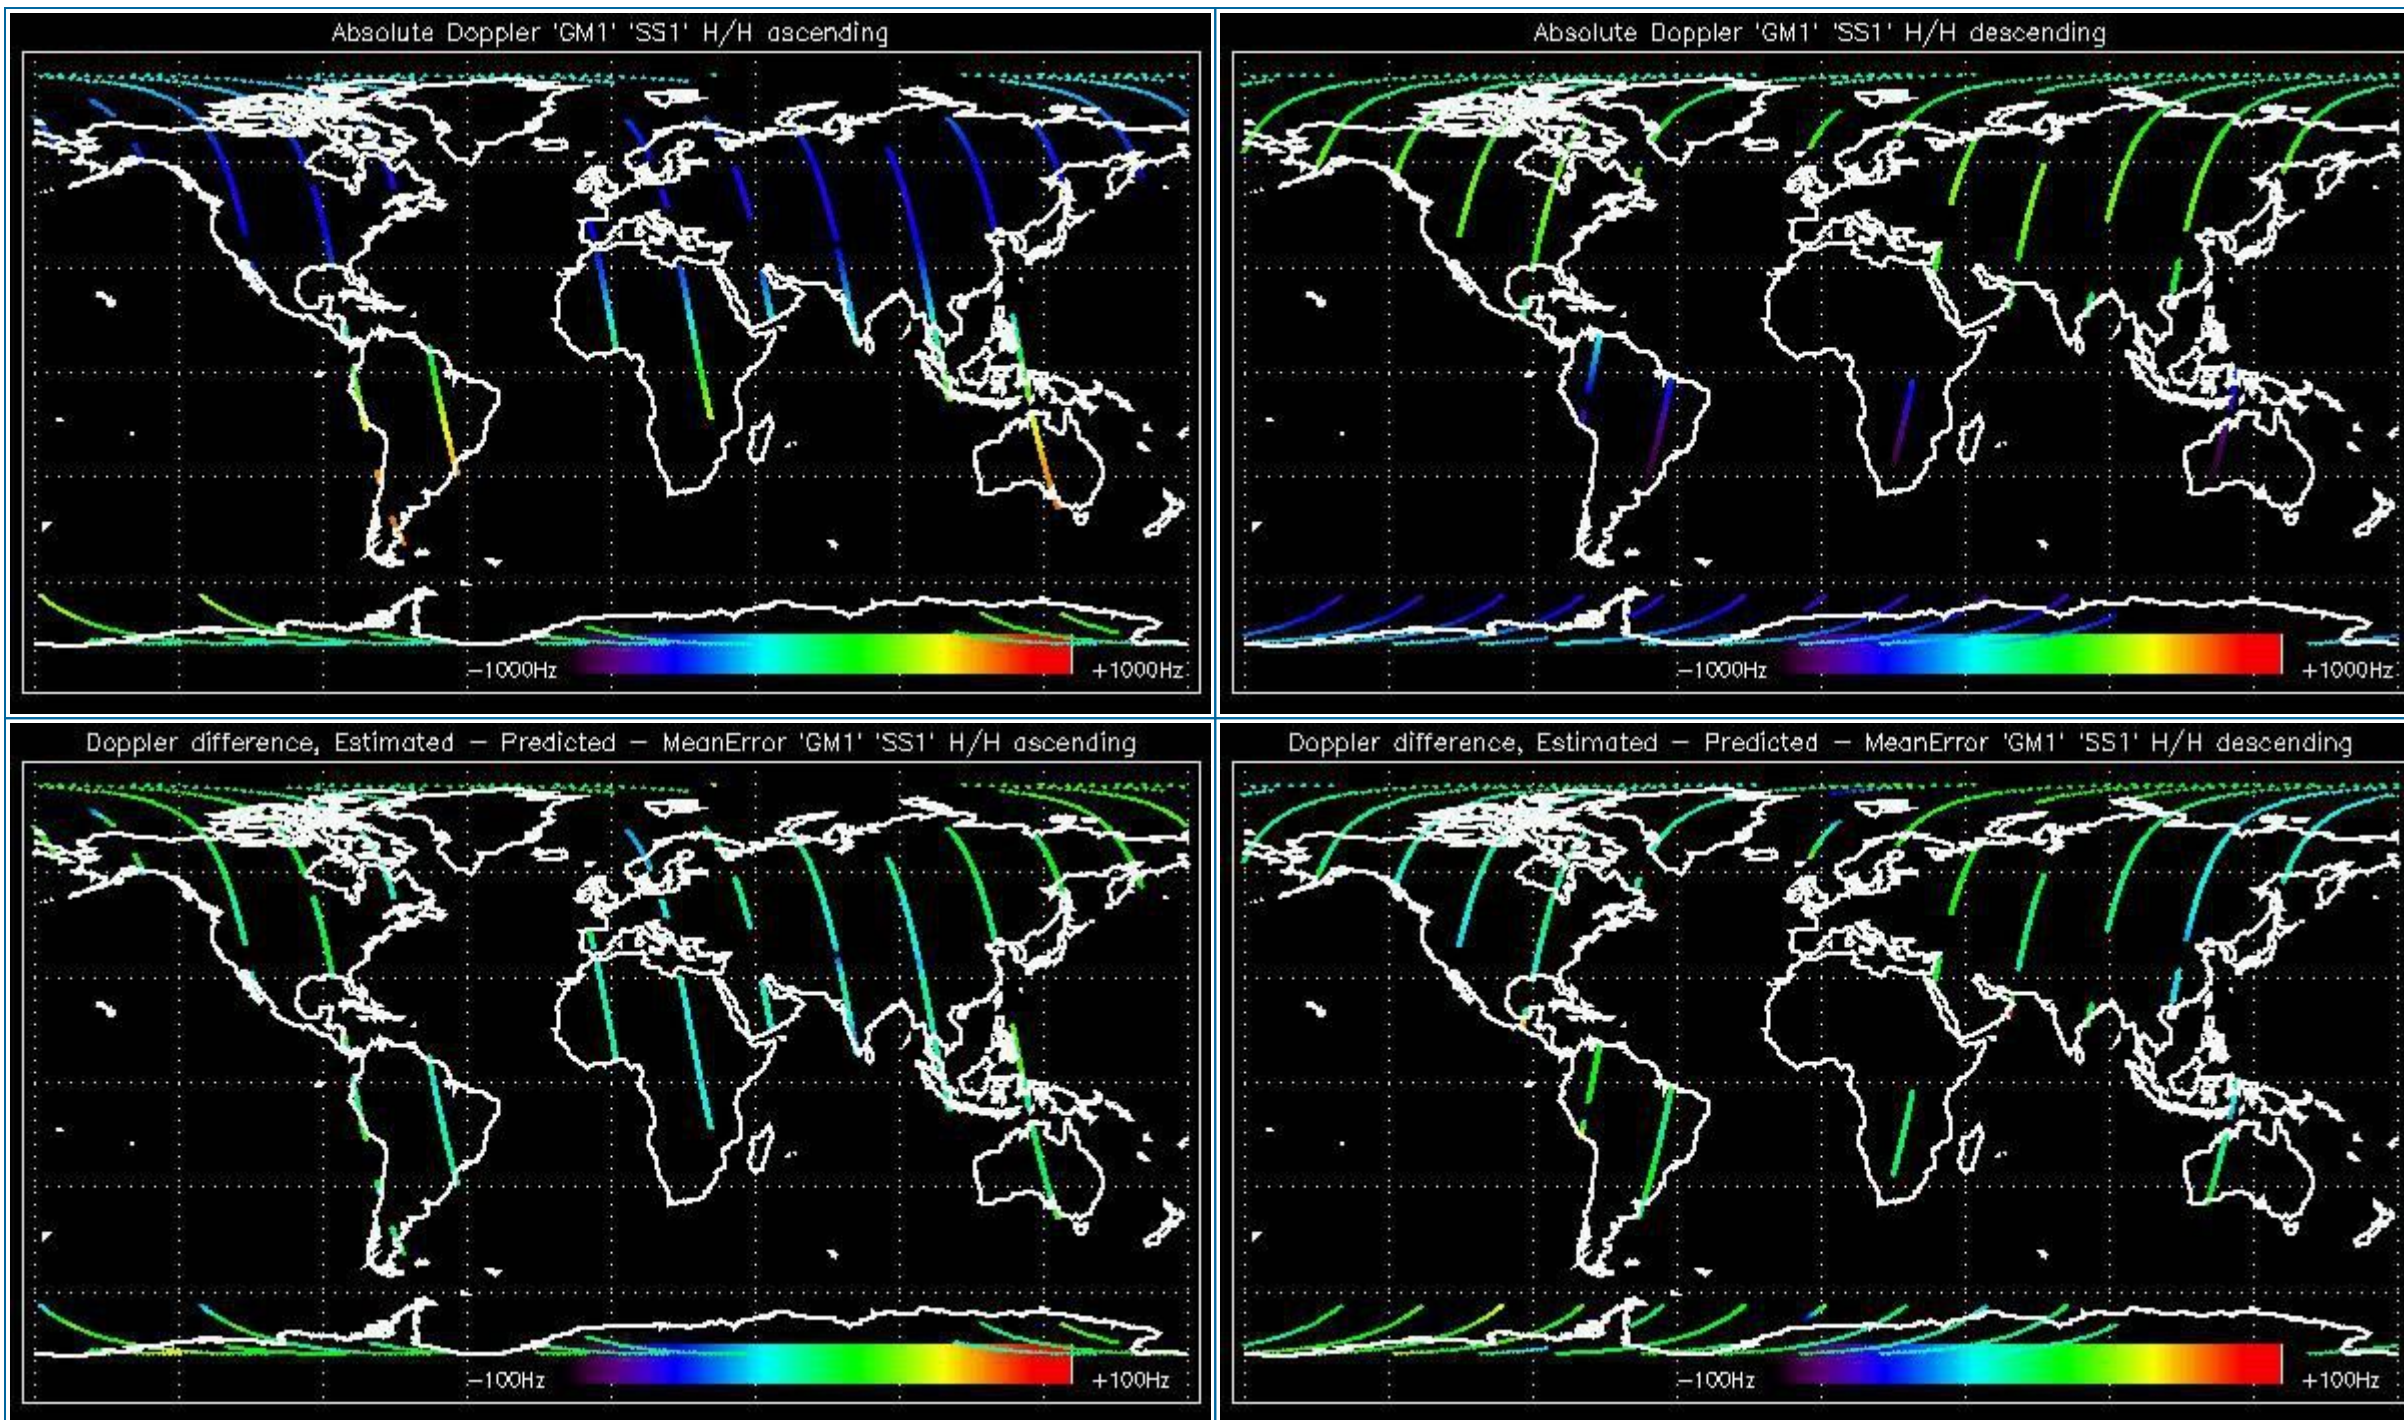 Absolute Doppler 'GM1' 'SS1' H/H ascending
-1000Hz
+1000Hz
Absolute Doppler 'GM1' 'SS1' H/H descending
-1000Hz
+1000Hz
Doppler difference, Estimated - Predicted - MeanError 'GM1' 'SS1' H/H ascending
-100Hz
+100Hz
Doppler difference, Estimated - Predicted - MeanError 'GM1' 'SS1' H/H descending
-100Hz
+100Hz